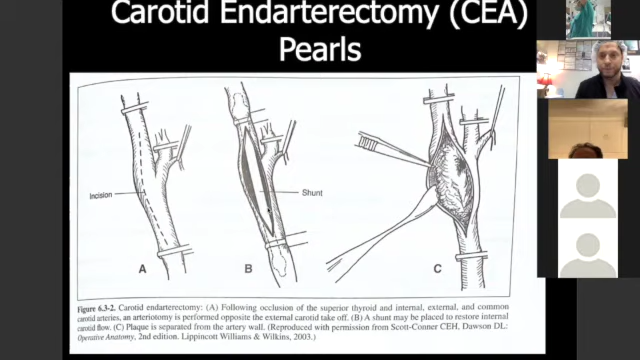 Carotid Endarterectomy (CEA)
Pearls
Incision
Shunt
A
B
C
Figure 6.3-2. Carotid endarterectomy: (A) Following occlusion of the superior thyroid and internal, external, and common
carotid arteries, an arteriotomy is performed opposite the external carotid take off. (B) A shunt may be placed to restore internal
carotid flow. (C) Plaque is separated from the artery wall. (Reproduced with permission from Scott-Conner CEH, Dawson DL:
Operative Anatomy, 2nd edition. Lippincott Williams & Wilkins, 2003.)